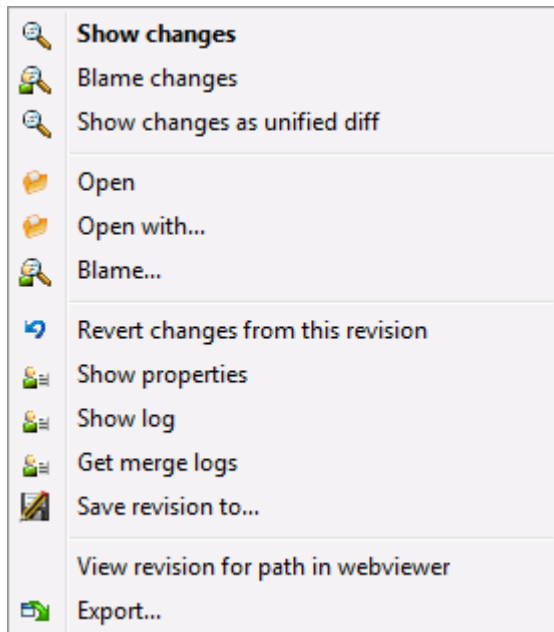 Show changes
Blame changes
Show changes as unified diff
Open
Open with...
Blame...
Revert changes from this revision
Show properties
Show log
Get merge logs
Save revision to...
View revision for path in webviewer
Export...